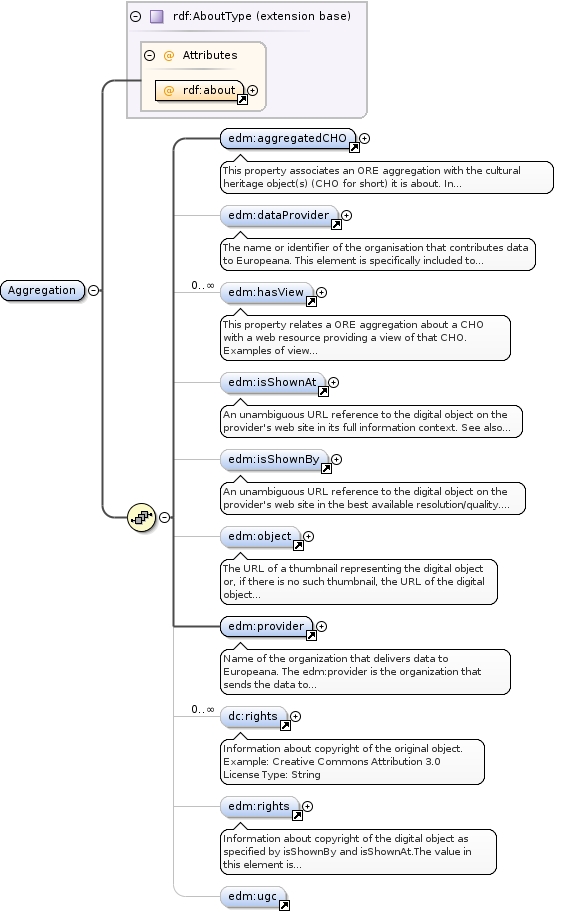 rdf:AboutType (extension base)
@ Attributes
@ rdf:about
edm:aggregatedCHO
This property associates an ORE aggregation with the cultural
heritage object(s) (CHO for short) it is about. In...
edm:dataProvider
The name or identifier of the organisation that contributes data
to Europeana. This element is specifically included to...
Aggregation
0..∞
edm:hasView
This property relates a ORE aggregation about a CHO
with a web resource providing a view of that CHO.
Examples of view...
edm:isShownAt
An unambiguous URL reference to the digital object on the
provider's web site in its full information context. See also...
edm:isShownBy
An unambiguous URL reference to the digital object on the
provider's web site in the best available resolution/quality....
edm:object
The URL of a thumbnail representing the digital object
or, if there is no such thumbnail, the URL of the digital
object...
edm:provider
Name of the organization that delivers data to
Europeana. The edm:provider is the organization that
sends the data to...
0..∞
dc:rights
Information about copyright of the original object.
Example: Creative Commons Attribution 3.0
License Type: String
edm:rights
Information about copyright of the digital object as
specified by isShownBy and isShownAt.The value in
this element is...
edm:ugc